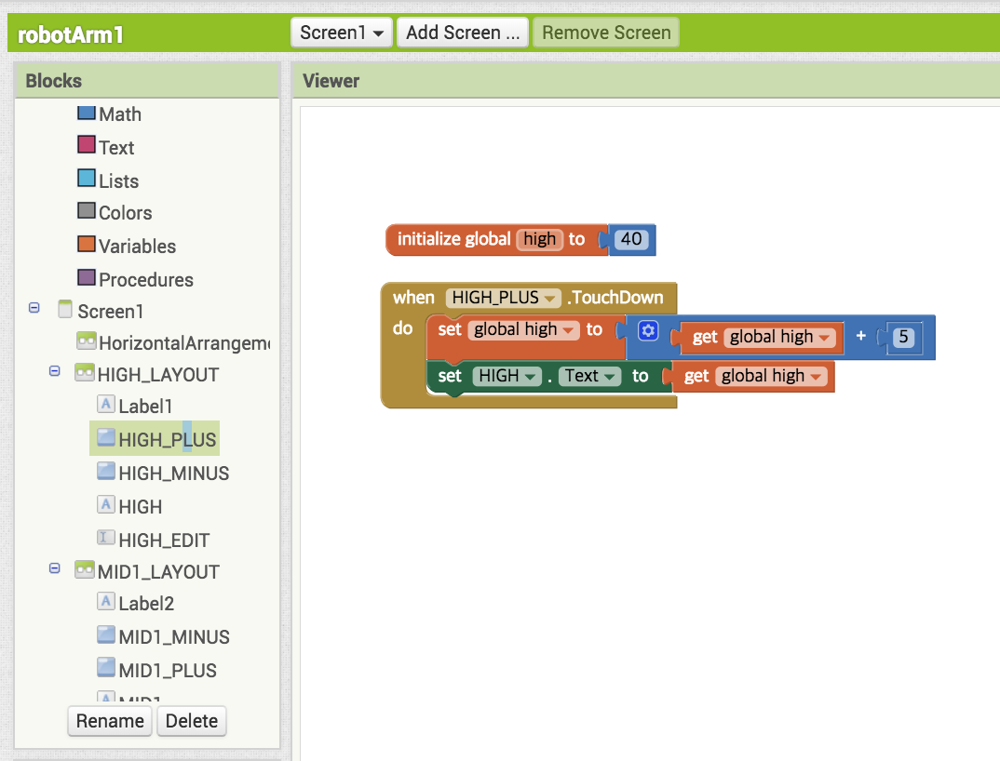 robotArm1 Screen1 Add Screen ... Remove Screen
Blocks
Math
Text
Lists
Colors
Variables
Procedures
Screen1
HorizontalArrangeme
HIGH_LAYOUT
A Label1
HIGH_PLUS
HIGH_MINUS
A HIGH
I HIGH_EDIT
MID1_LAYOUT
A Label2
MID1_MINUS
MID1_PLUS
A MID1
Rename Delete
Viewer
initialize global high to 40
when HIGH_PLUS .TouchDown
do set global high to get global high + 5
set HIGH . Text to get global high